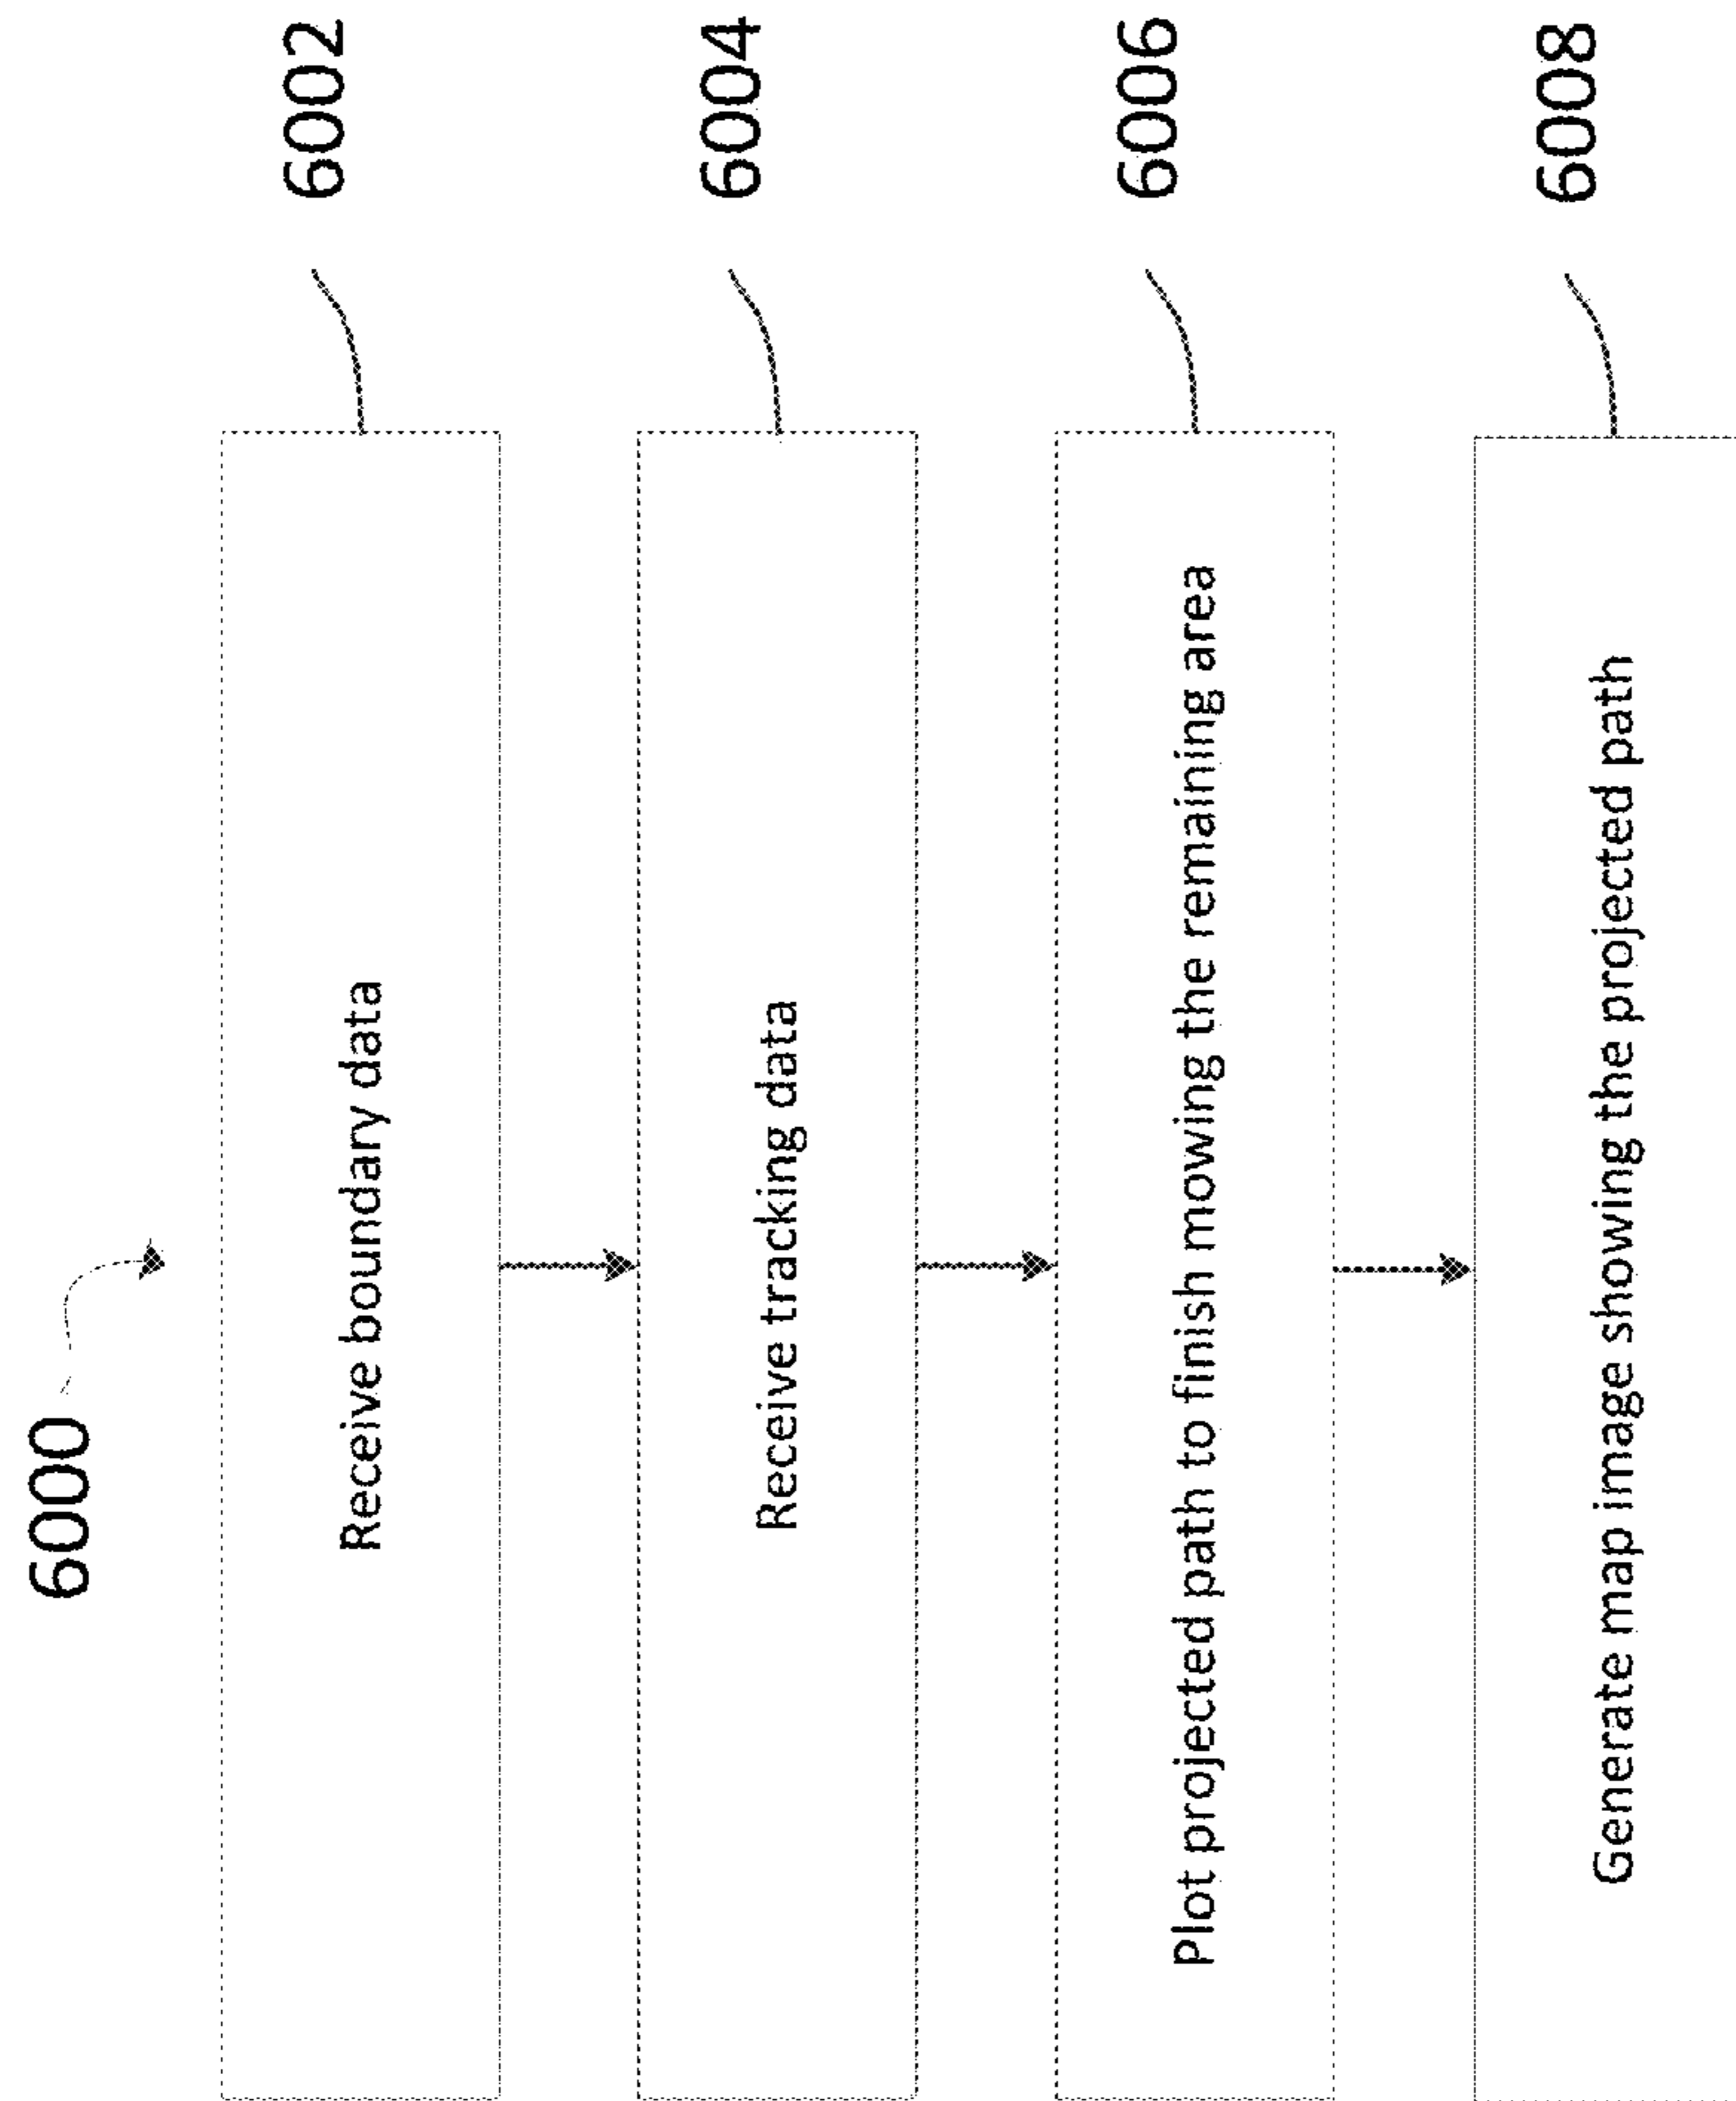 6000
Receive boundary data
6002
Receive tracking data
6004
Plot projected path to finish mowing the remaining area
6006
Generate map image showing the projected path
6008